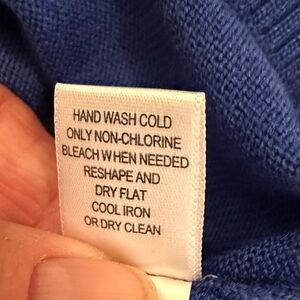 HAND WASH COLD
ONLY NON-CHLORINE
BLEACH WHEN NEEDED
RESHAPE AND
DRY FLAT
COOL IRON
OR DRY CLEAN